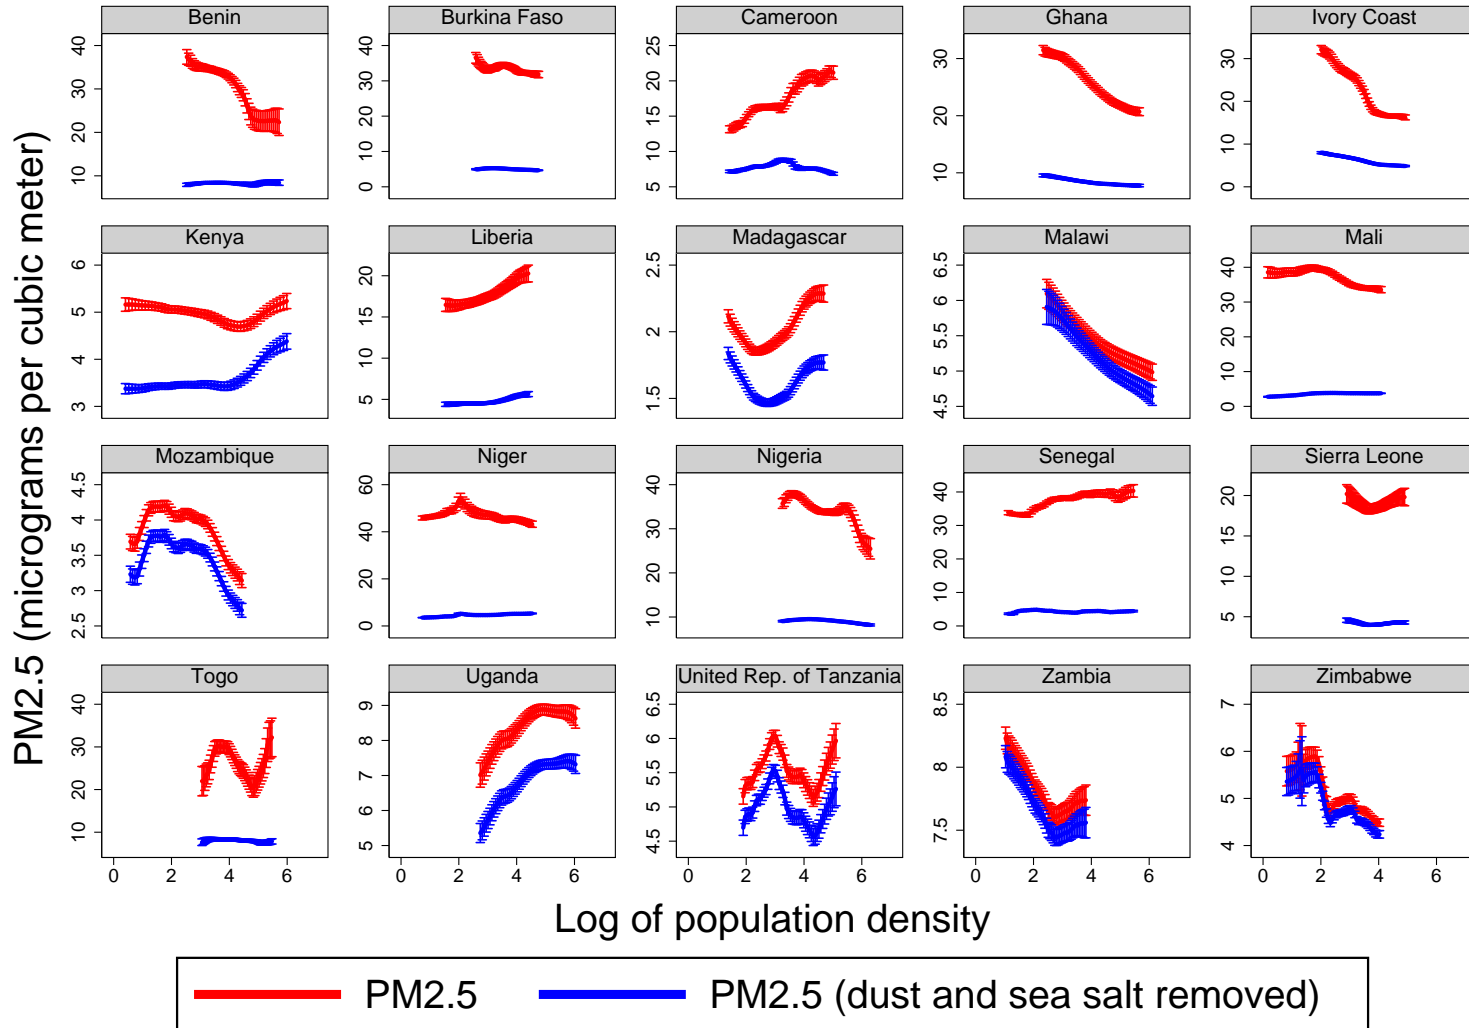 Benin Burkina Faso Cameroon Ghana Ivory Coast
10 20 30 40
0 10 20 30 40
5 10 15 20 25
10 20 30
0 10 20 30
Kenya Liberia Madagascar Malawi Mali
3 4 5 6
5 10 15 20
1.5 2 2.5
4.5 5 5.5 6 6.5
0 10 20 30 40
Mozambique Niger Nigeria Senegal Sierra Leone
2.5 3 3.5 4 4.5
0 20 40 60
10 20 30 40
0 10 20 30 40
5 10 15 20
Togo Uganda United Rep. of Tanzania Zambia Zimbabwe
10 20 30 40
5 6 7 8 9
4.5 5 5.5 6 6.5
7.5 8 8.5
4 5 6 7
0 2 4 6 0 2 4 6 0 2 4 6 0 2 4 6 0 2 4 6
PM2.5 (micrograms per cubic meter)
Log of population density
PM2.5 PM2.5 (dust and sea salt removed)